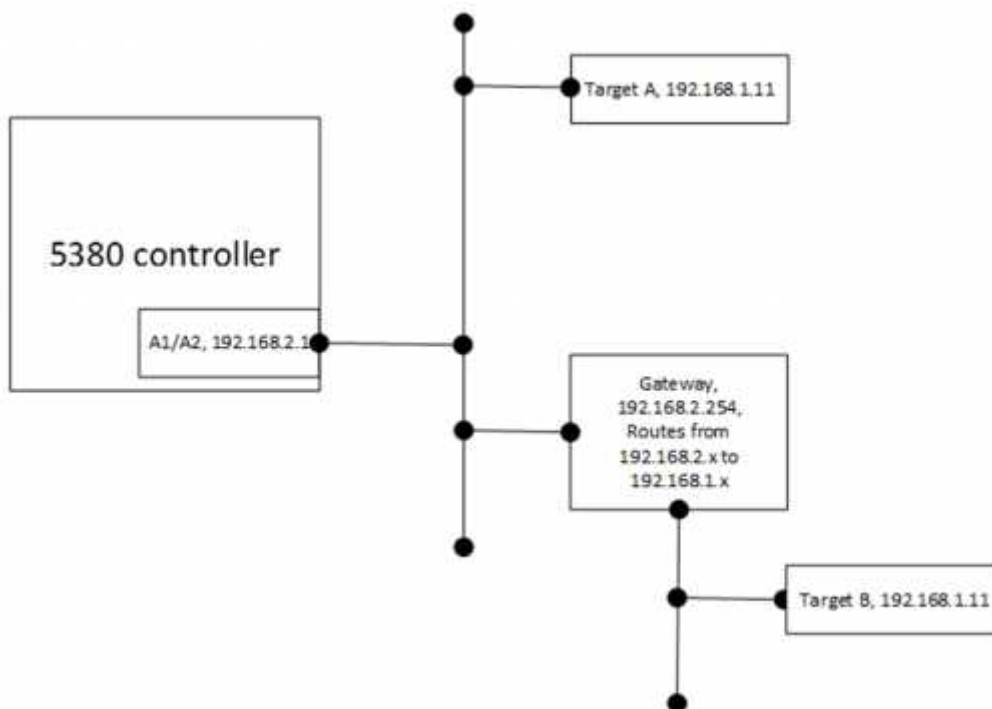 Target A, 192.168.1.11
5380 controller
A1/A2, 192.168.2.1
Gateway,
192.168.2.254,
Routes from
192.168.2.x to
192.168.1.x
Target B, 192.168.1.11